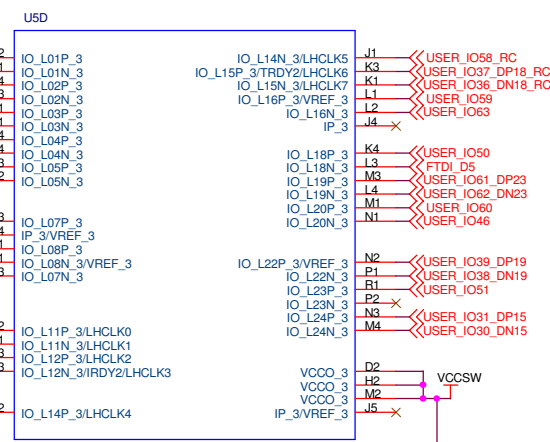 U5D
IO_L01P_3
IO_L01N_3
IO_L02P_3
IO_L02N_3
IO_L03P_3
IO_L03N_3
IO_L04P_3
IO_L04N_3
IO_L05P_3
IO_L05N_3
IO_L07P_3
IP_3/VREF_3
IO_L08P_3
IO_L08N_3/VREF_3
IO_L07N_3
IO_L11P_3/LHCLK0
IO_L11N_3/LHCLK1
IO_L12P_3/LHCLK2
IO_L12N_3/IRDY2/LHCLK3
IO_L14P_3/LHCLK4
IO_L14N_3/LHCLK5 J1 USER_IO58_RC
IO_L15P_3/TRDY2/LHCLK6 K3 USER_IO37_DP18_RC
IO_L15N_3/LHCLK7 K1 USER_IO36_DN18_RC
IO_L16P_3/VREF_3 L1 USER_IO59
IO_L16N_3 L2 USER_IO63
IP_3 J4
IO_L18P_3 K4 USER_IO50
IO_L18N_3 L3 FTDI_D5
IO_L19P_3 M3 USER_IO61_DP23
IO_L19N_3 L4 USER_IO62_DN23
IO_L20P_3 M1 USER_IO60
IO_L20N_3 N1 USER_IO46
IO_L22P_3/VREF_3 N2 USER_IO39_DP19
IO_L22N_3 P1 USER_IO38_DN19
IO_L23P_3 R1 USER_IO51
IO_L23N_3 P2
IO_L24P_3 N3 USER_IO31_DP15
IO_L24N_3 M4 USER_IO30_DN15
VCCO_3 D2
VCCO_3 H2 VCCSW
VCCO_3 M2
IP_3/VREF_3 J5